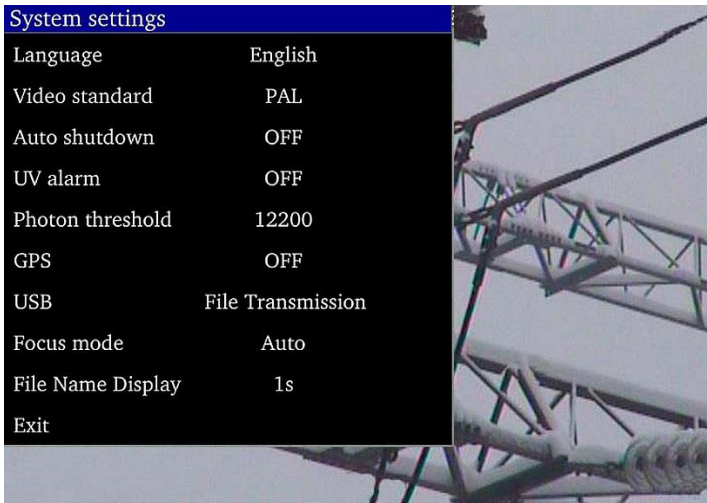 System settings
Language English
Video standard PAL
Auto shutdown OFF
UV alarm OFF
Photon threshold 12200
GPS OFF
USB File Transmission
Focus mode Auto
File Name Display 1s
Exit